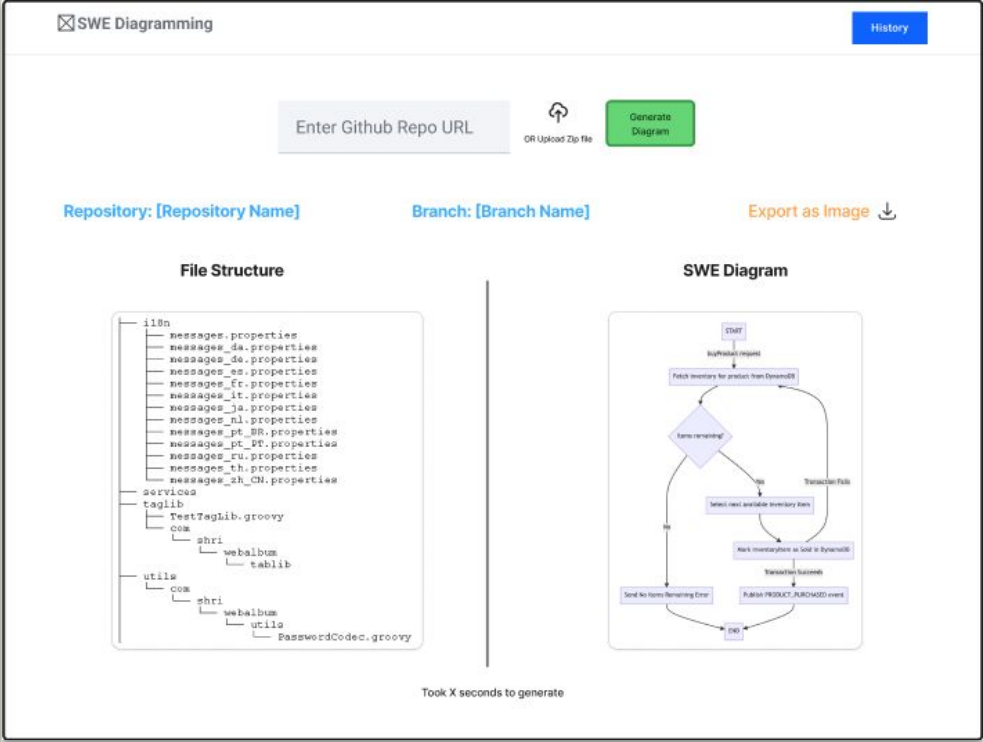 SWE Diagramming
History
Enter Github Repo URL
OR Upload Zip file
Generate
Diagram
Repository: [Repository Name]
Branch: [Branch Name]
Export as Image
File Structure
i18n
messages.properties
messages_da.properties
messages_de.properties
messages_es.properties
messages_fr.properties
messages_it.properties
messages_ja.properties
messages_nl.properties
messages_pt_BR.properties
messages_pt_PT.properties
messages_ru.properties
messages_th.properties
messages_zh_CN.properties
services
taglib
TestTagLib.groovy
com
shri
webalbum
tablib
utils
com
shri
webalbum
utils
PasswordCodec.groovy
SWE Diagram
START
buyProduct request
Fetch inventory for product from DynamoDB
Items remaining?
Transaction Fails
Select next available inventory item
No
Mark inventoryItem as Sold in DynamoDB
Transaction Succeeds
Send No Items Remaining Error
Publish PRODUCT_PURCHASED event
END
Took X seconds to generate